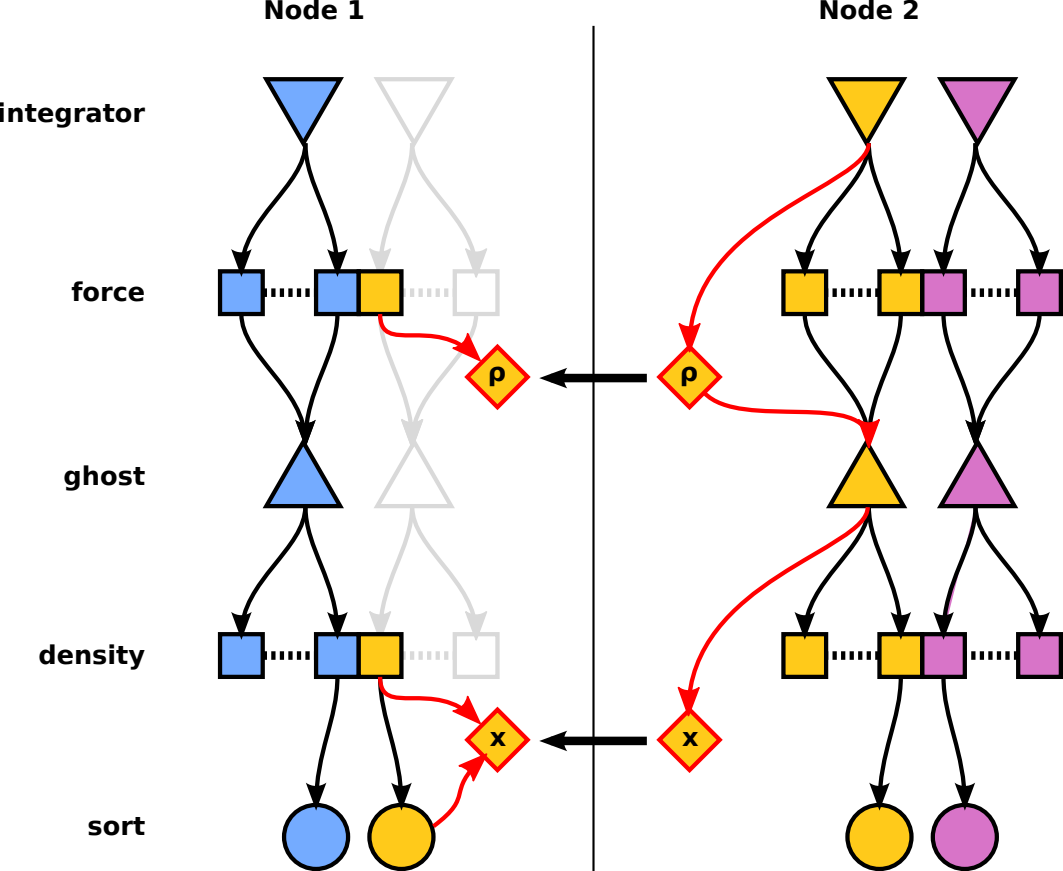 Node 1
Node 2
integrator
force
ρ
ρ
ghost
density
x
x
sort